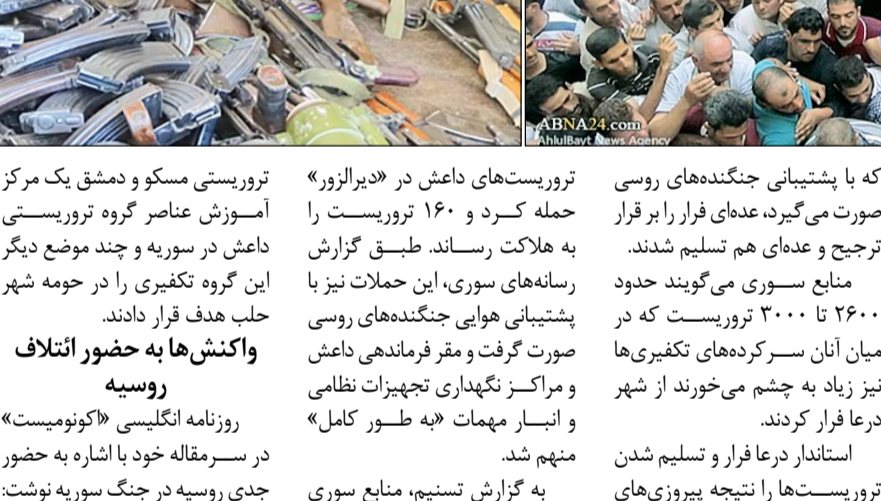 ABNA24.com
AhlulBayt News Agency
که با پشتیبانی جنگنده‌های روسی
صورت می‌گیرد، عده‌ای فرار را بر قرار
ترجیح و عده‌ای هم تسلیم شدند.
منابع سوری می‌گویند حدود
۲۶۰۰ تا ۳۰۰۰ تروریست که در
میان آنان سرکرده‌های تکفیری‌ها
نیز زیاد به چشم می‌خورند از شهر
درعا فرار کردند.
استاندار درعا فرار و تسلیم شدن
تروریست‌ها را نتیجه پیروزی‌های
تروریست‌های داعش در «دیرالزور»
حمله کرد و ۱۶۰ تروریست را
به هلاکت رساند. طبق گزارش
رسانه‌های سوری، این حملات نیز با
پشتیبانی هوایی جنگنده‌های روسی
صورت گرفت و مقر فرماندهی داعش
و مراکز نگهداری تجهیزات نظامی
و انبار مهمات «به طور کامل»
منهم شد.
به گزارش تسنیم، منابع سوری
تروریستی مسکو و دمشق یک مرکز
آموزش عناصر گروه تروریستی
داعش در سوریه و چند موضع دیگر
این گروه تکفیری را در حومه شهر
حلب هدف قرار دادند.
واکنش‌ها به حضور ائتلاف
روسیه
روزنامه انگلیسی «اکونومیست»
در سرمقاله خود با اشاره به حضور
جدی روسیه در جنگ سوریه نوشت: